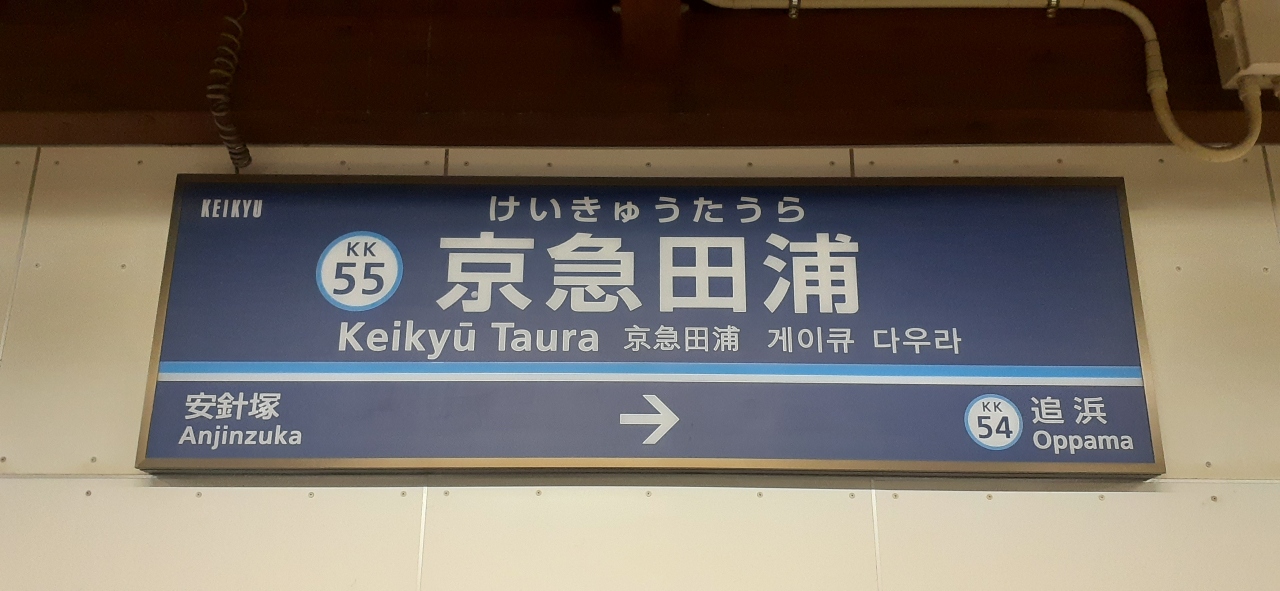 KEIKYU
けいきゅうたうら
KK
55
京急田浦
Keikyū Taura 京急田浦 게이큐 다우라
安針塚
Anjinzuka
→
KK
54
追浜
Oppama